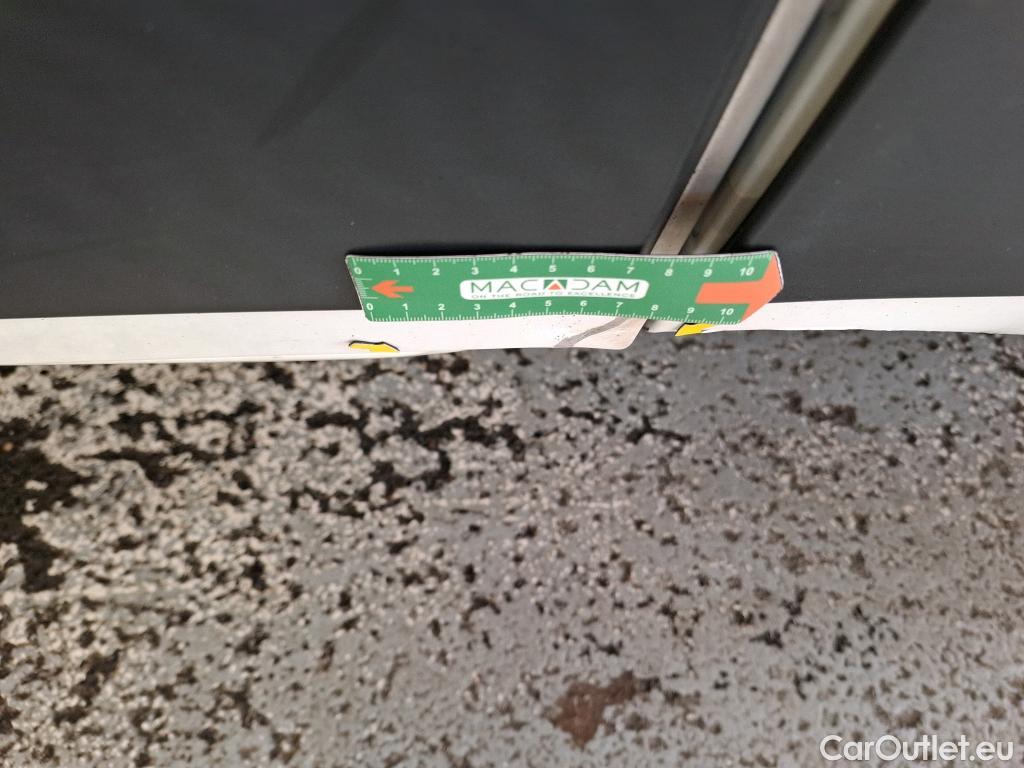 0 1 2 3 4 5 6 7 8 9 10
MACADAM
ON THE ROAD TO EXCELLENCE
0 1 2 3 4 5 6 7 8 9 10
CarOutlet.eu